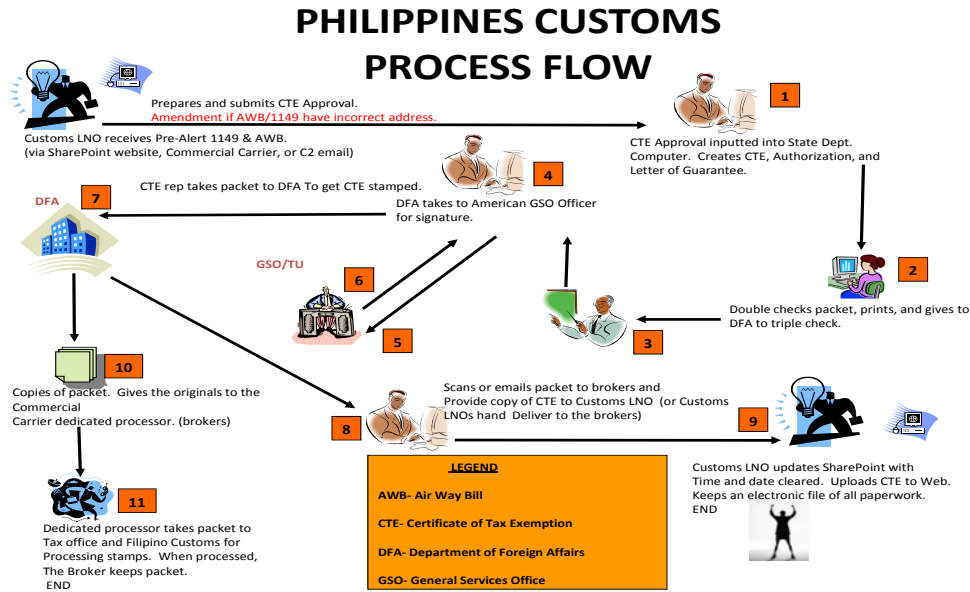 PHILIPPINES CUSTOMS
PROCESS FLOW
Prepares and submits CTE Approval.
Amendment if AWB/1149 have incorrect address.
Customs LNO receives Pre-Alert 1149 & AWB.
(via SharePoint website, Commercial Carrier, or C2 email)
1
CTE Approval inputted into State Dept.
Computer. Creates CTE, Authorization, and
Letter of Guarantee.
CTE rep takes packet to DFA To get CTE stamped.
4
DFA takes to American GSO Officer
for signature.
DFA
7
2
Double checks packet, prints, and gives to
DFA to triple check.
GSO/TU
6
5
3
10
Copies of packet. Gives the originals to the
Commercial
Carrier dedicated processor. (brokers)
Scans or emails packet to brokers and
Provide copy of CTE to Customs LNO (or Customs
LNOs hand Deliver to the brokers)
8
9
Customs LNO updates SharePoint with
Time and date cleared. Uploads CTE to Web.
Keeps an electronic file of all paperwork.
END
11
Dedicated processor takes packet to
Tax office and Filipino Customs for
Processing stamps. When processed,
The Broker keeps packet.
END
LEGEND
AWB- Air Way Bill
CTE- Certificate of Tax Exemption
DFA- Department of Foreign Affairs
GSO- General Services Office